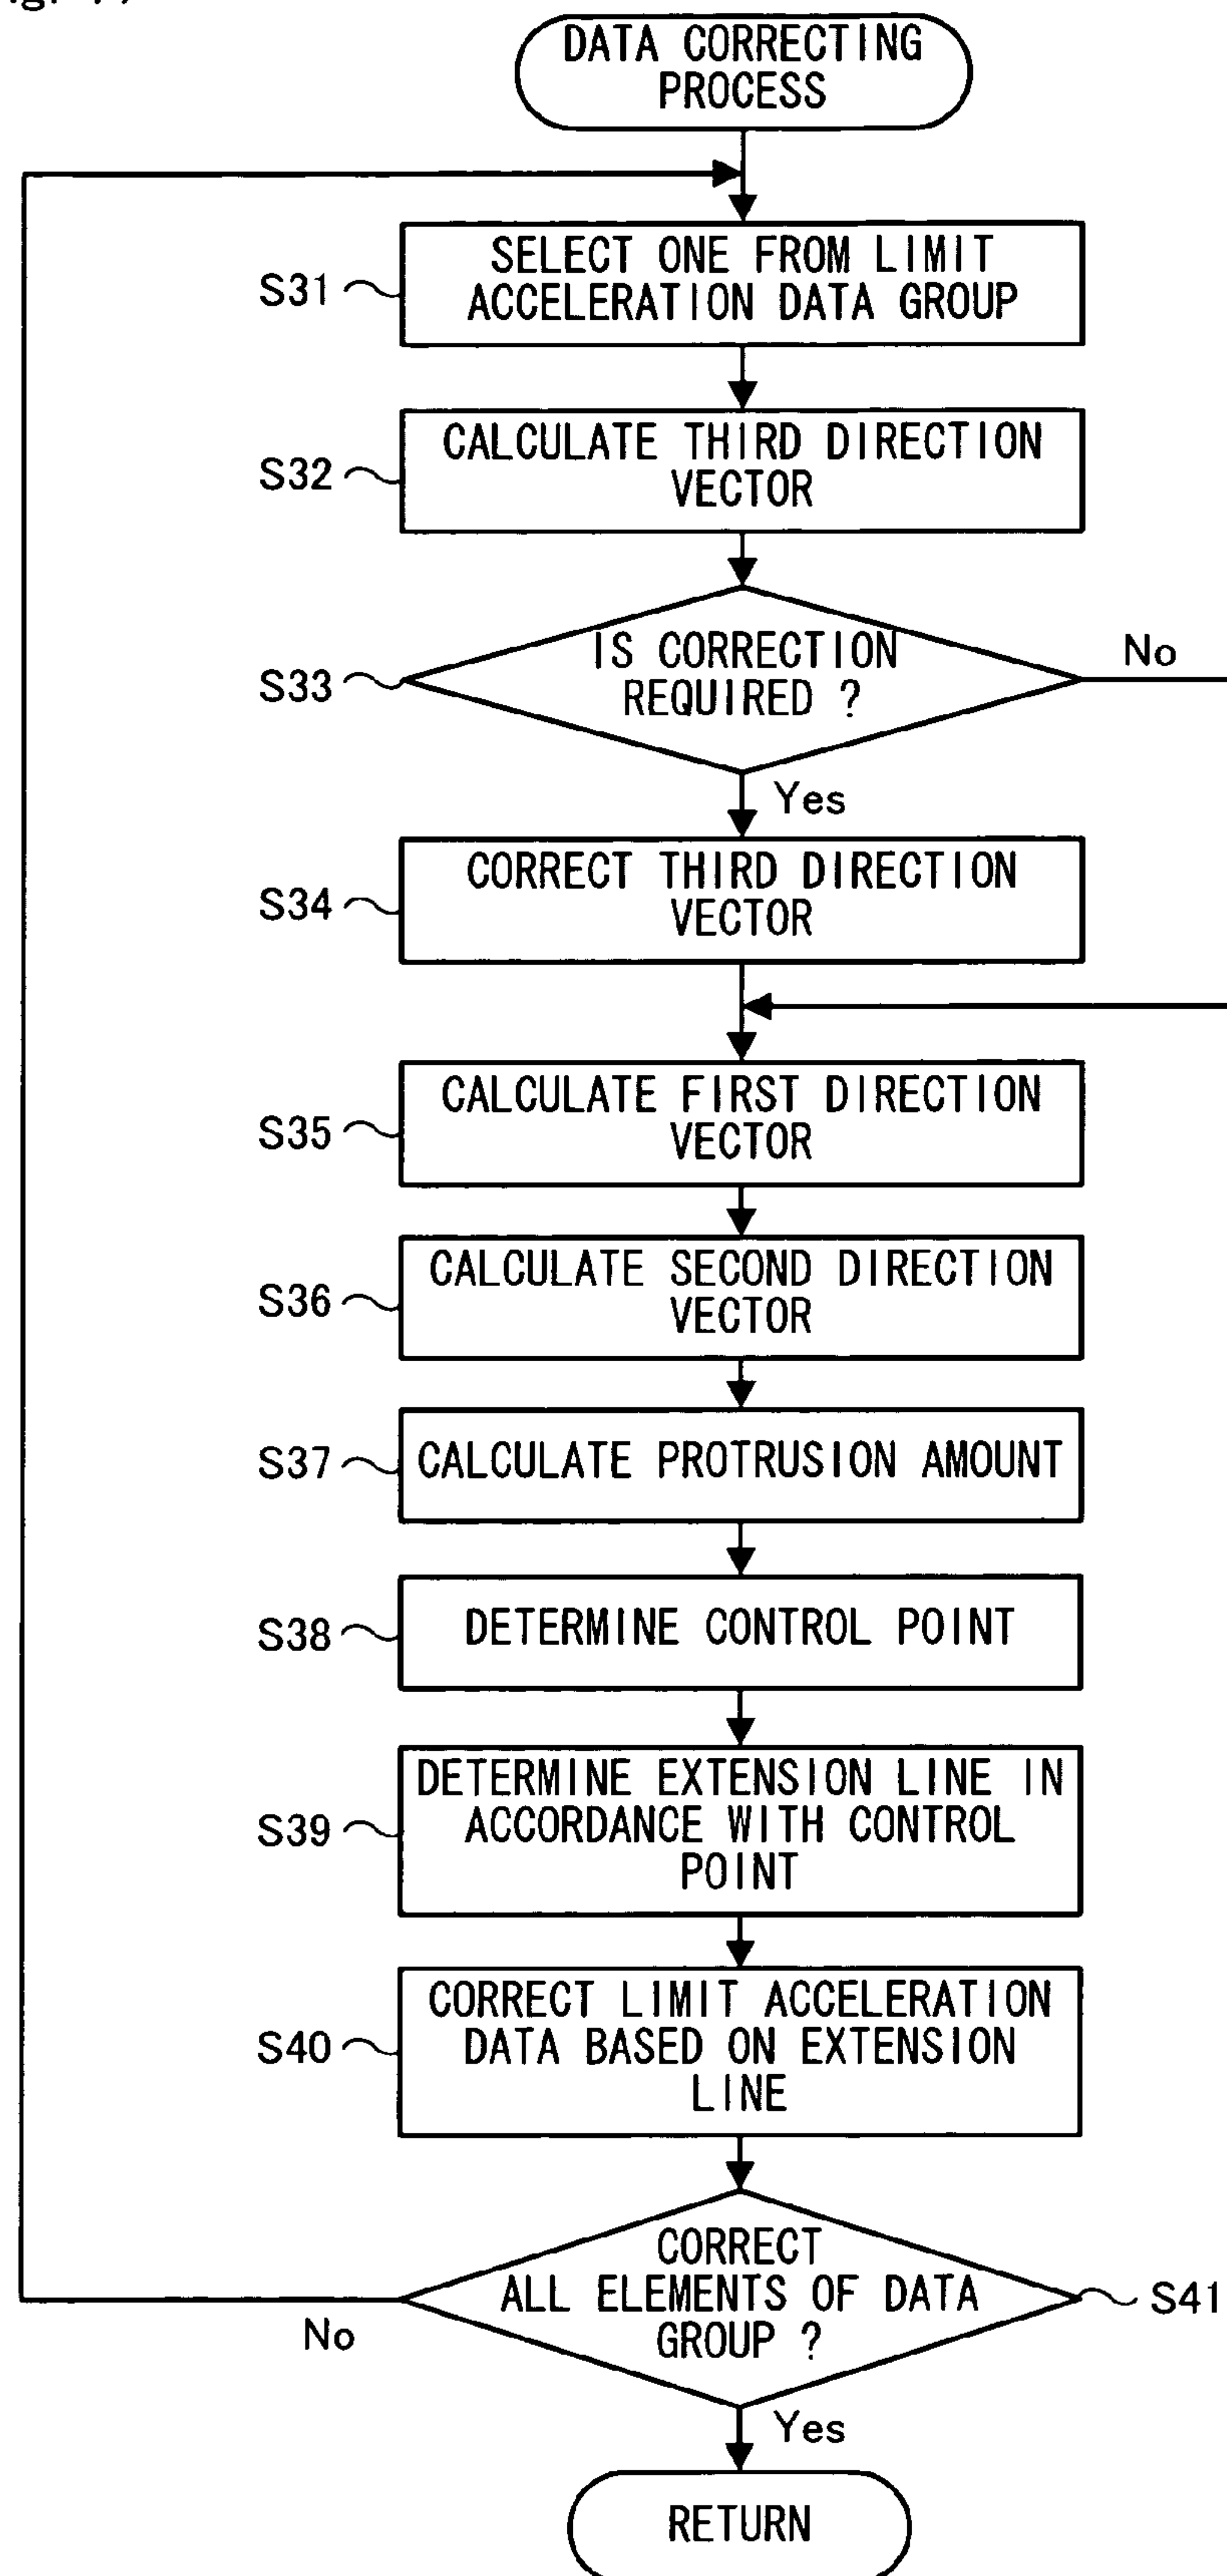 DATA CORRECTING
PROCESS
S31
SELECT ONE FROM LIMIT
ACCELERATION DATA GROUP
S32
CALCULATE THIRD DIRECTION
VECTOR
S33
IS CORRECTION
REQUIRED ?
No
Yes
S34
CORRECT THIRD DIRECTION
VECTOR
S35
CALCULATE FIRST DIRECTION
VECTOR
S36
CALCULATE SECOND DIRECTION
VECTOR
S37
CALCULATE PROTRUSION AMOUNT
S38
DETERMINE CONTROL POINT
S39
DETERMINE EXTENSION LINE IN
ACCORDANCE WITH CONTROL
POINT
S40
CORRECT LIMIT ACCELERATION
DATA BASED ON EXTENSION
LINE
CORRECT
ALL ELEMENTS OF DATA
GROUP ?
S41
No
Yes
RETURN